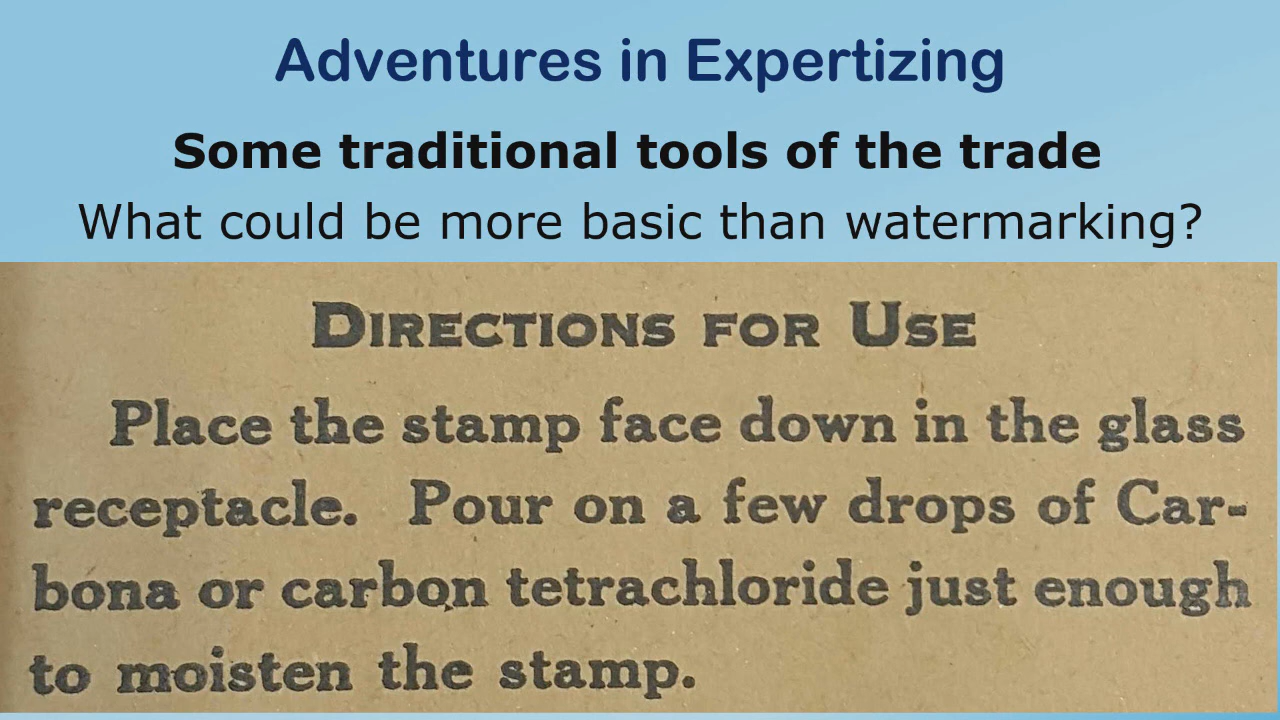 Adventures in Expertizing
Some traditional tools of the trade
What could be more basic than watermarking?
DIRECTIONS FOR USE
Place the stamp face down in the glass
receptacle. Pour on a few drops of Car-
bona or carbon tetrachloride just enough
to moisten the stamp.